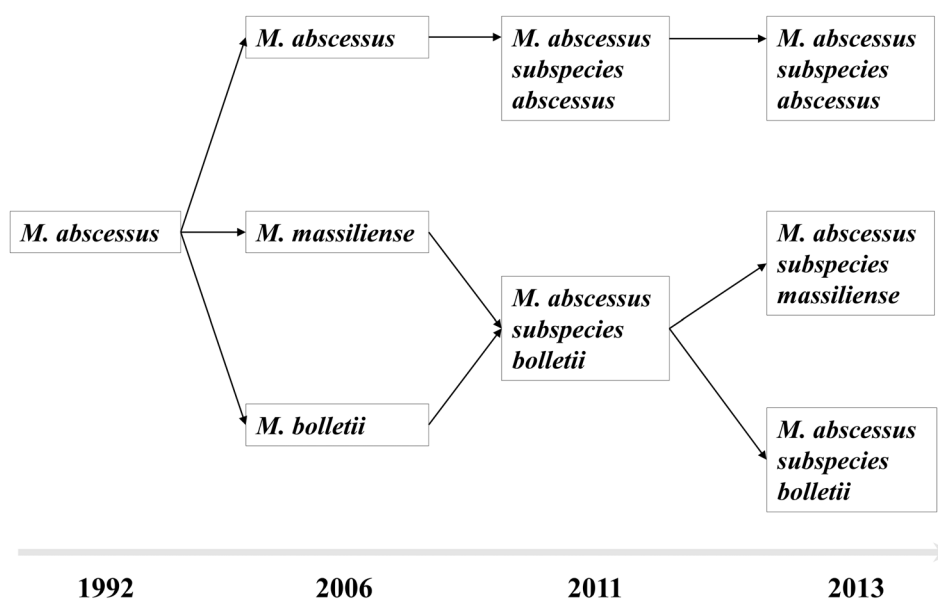 M. abscessus
M. abscessus
subspecies
abscessus
M. abscessus
subspecies
abscessus
M. abscessus
M. massiliense
M. abscessus
subspecies
massiliense
M. abscessus
subspecies
bolletii
M. bolletii
M. abscessus
subspecies
bolletii
1992
2006
2011
2013